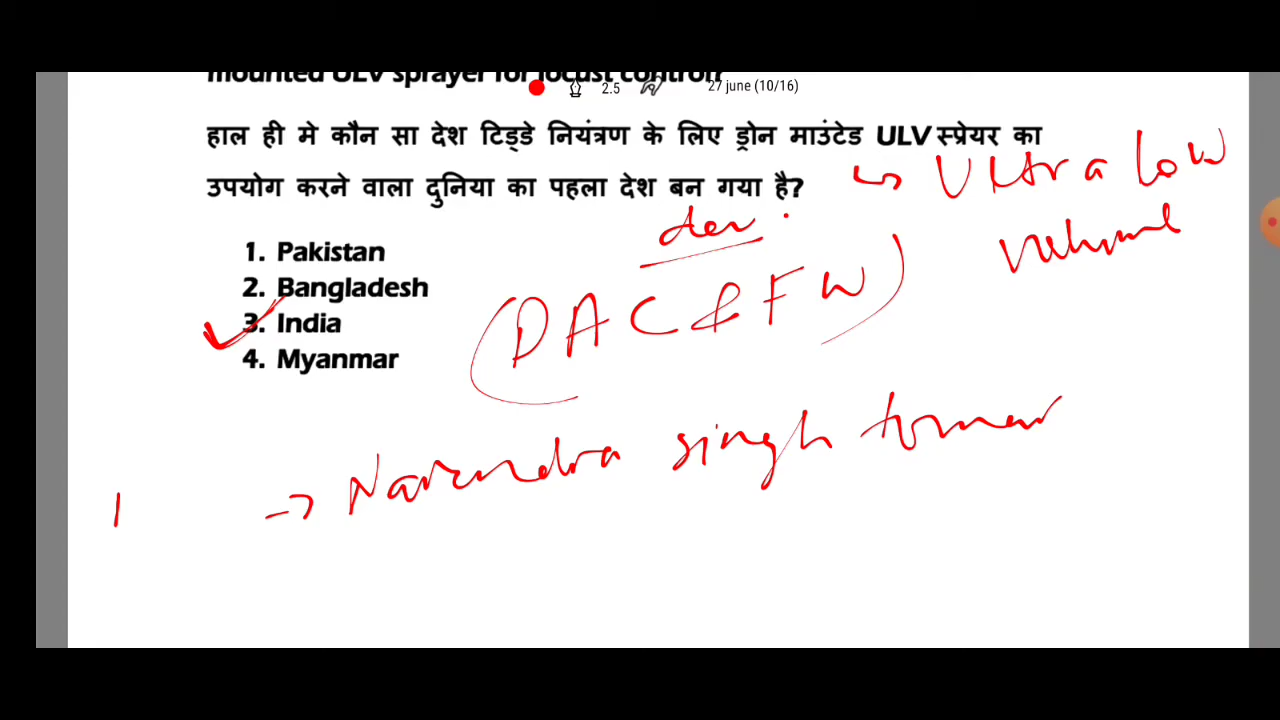 mounted ULV sprayer for locust control?
2.5
27 june (10/16)
हाल ही मे कौन सा देश टिड्डे नियंत्रण के लिए ड्रोन माउंटेड ULV स्प्रेयर का
उपयोग करने वाला दुनिया का पहला देश बन गया है?
→ Ultra low
volume
dev.
1. Pakistan
2. Bangladesh
3. India
4. Myanmar
(DAC & FW)
→ Narendra singh tomar